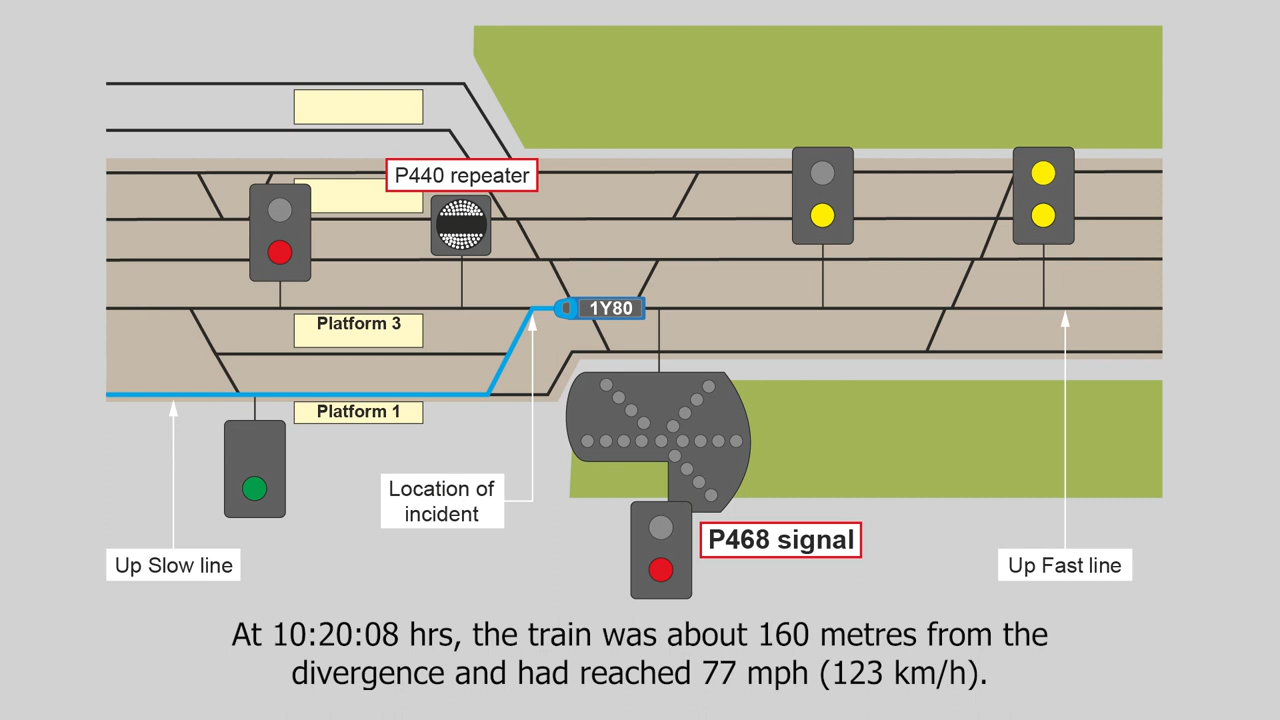 P440 repeater
1Y80
Platform 3
Platform 1
Location of
incident
P468 signal
Up Slow line
Up Fast line
At 10:20:08 hrs, the train was about 160 metres from the
divergence and had reached 77 mph (123 km/h).